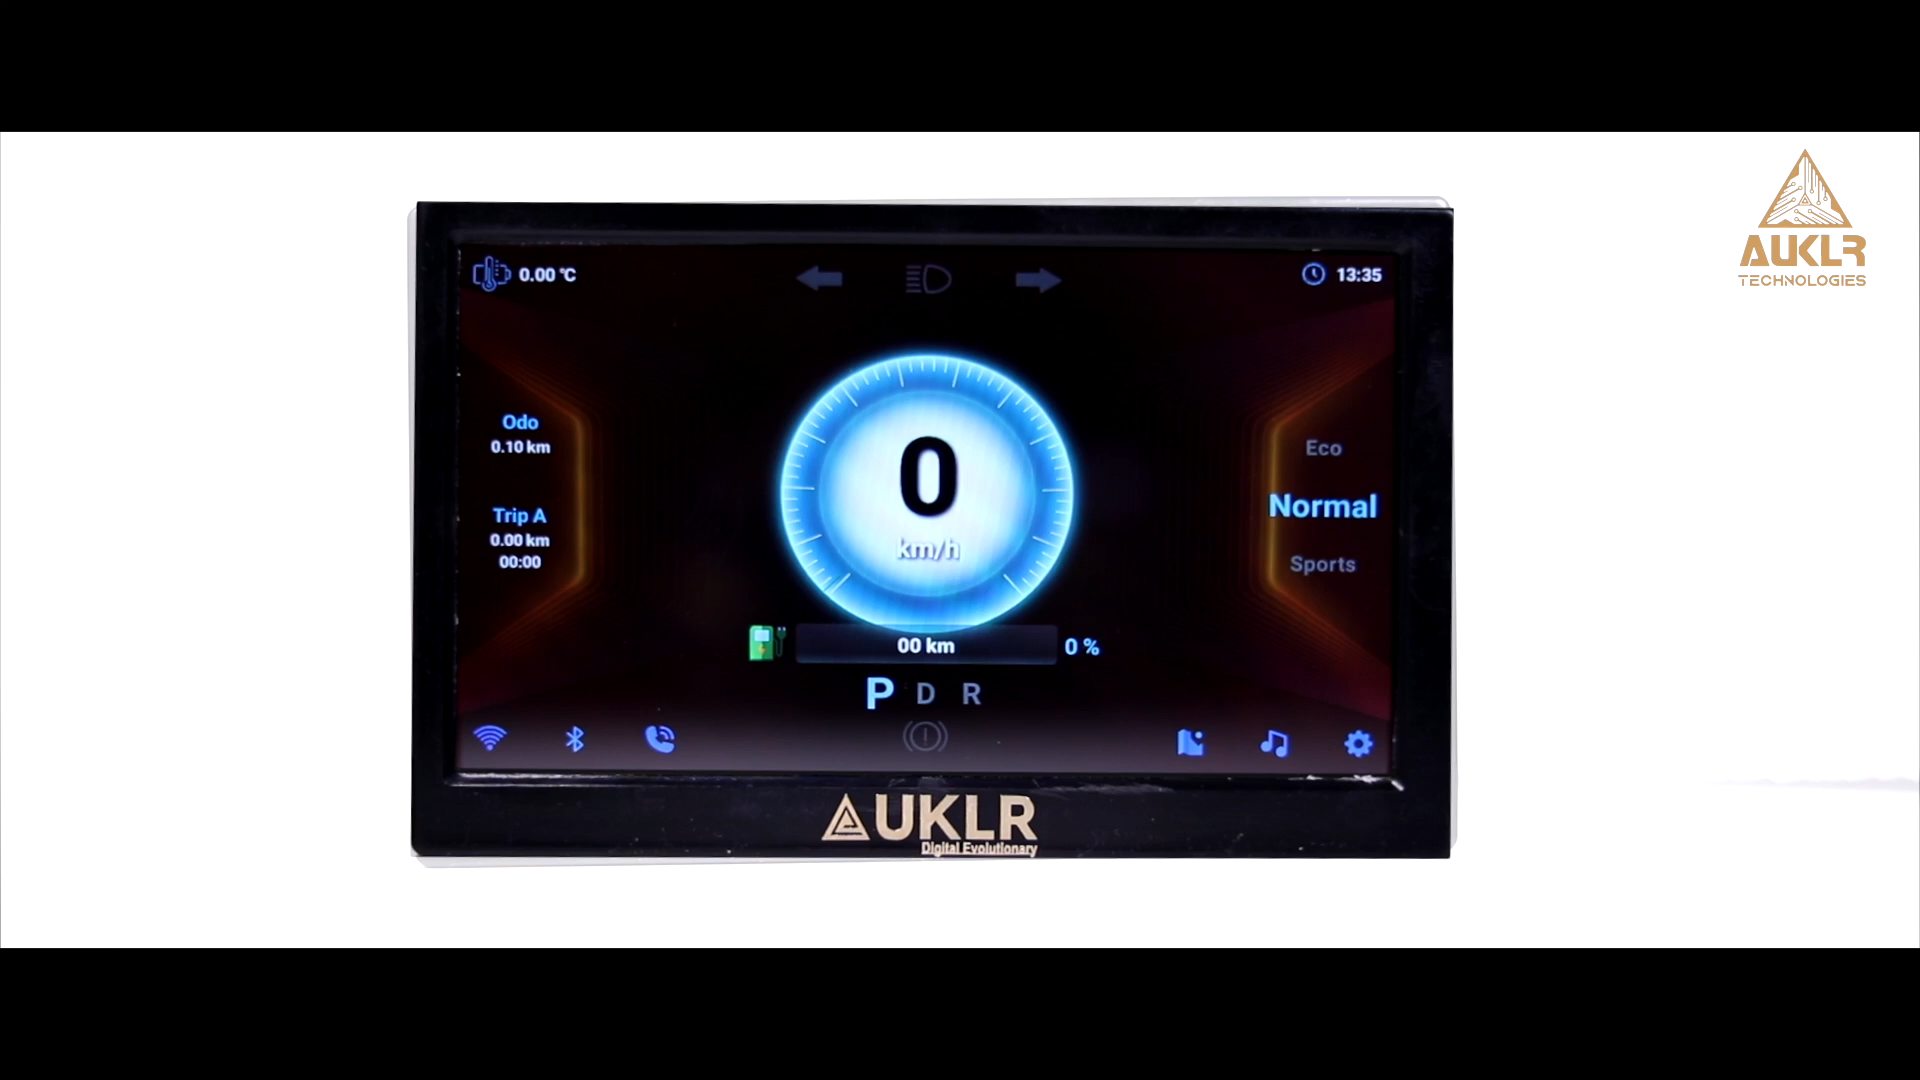 0.00 °C
13:35
AUKLR
TECHNOLOGIES
Odo
0.10 km
Trip A
0.00 km
00:00
0
km/h
Eco
Normal
Sports
00 km
0 %
P D R
AUKLR
Digital Evolutionary